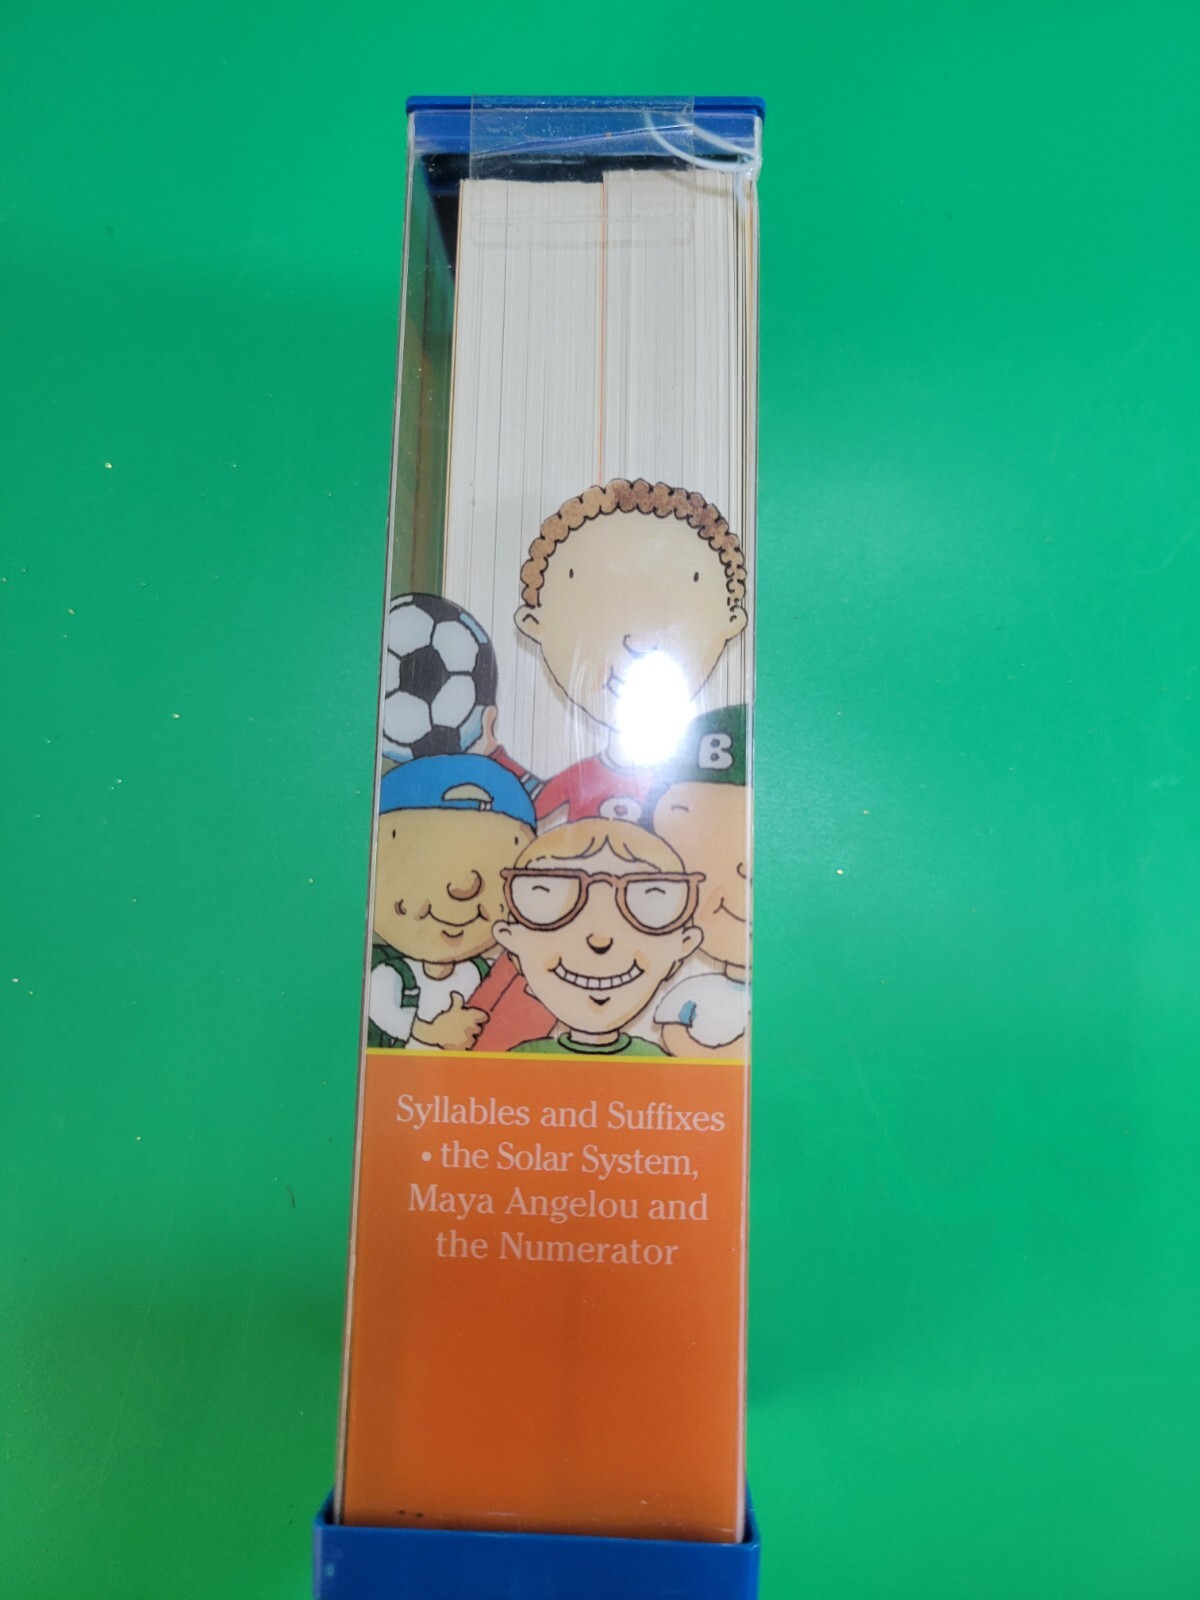 B
Syllables and Suffixes
• the Solar System,
Maya Angelou and
the Numerator